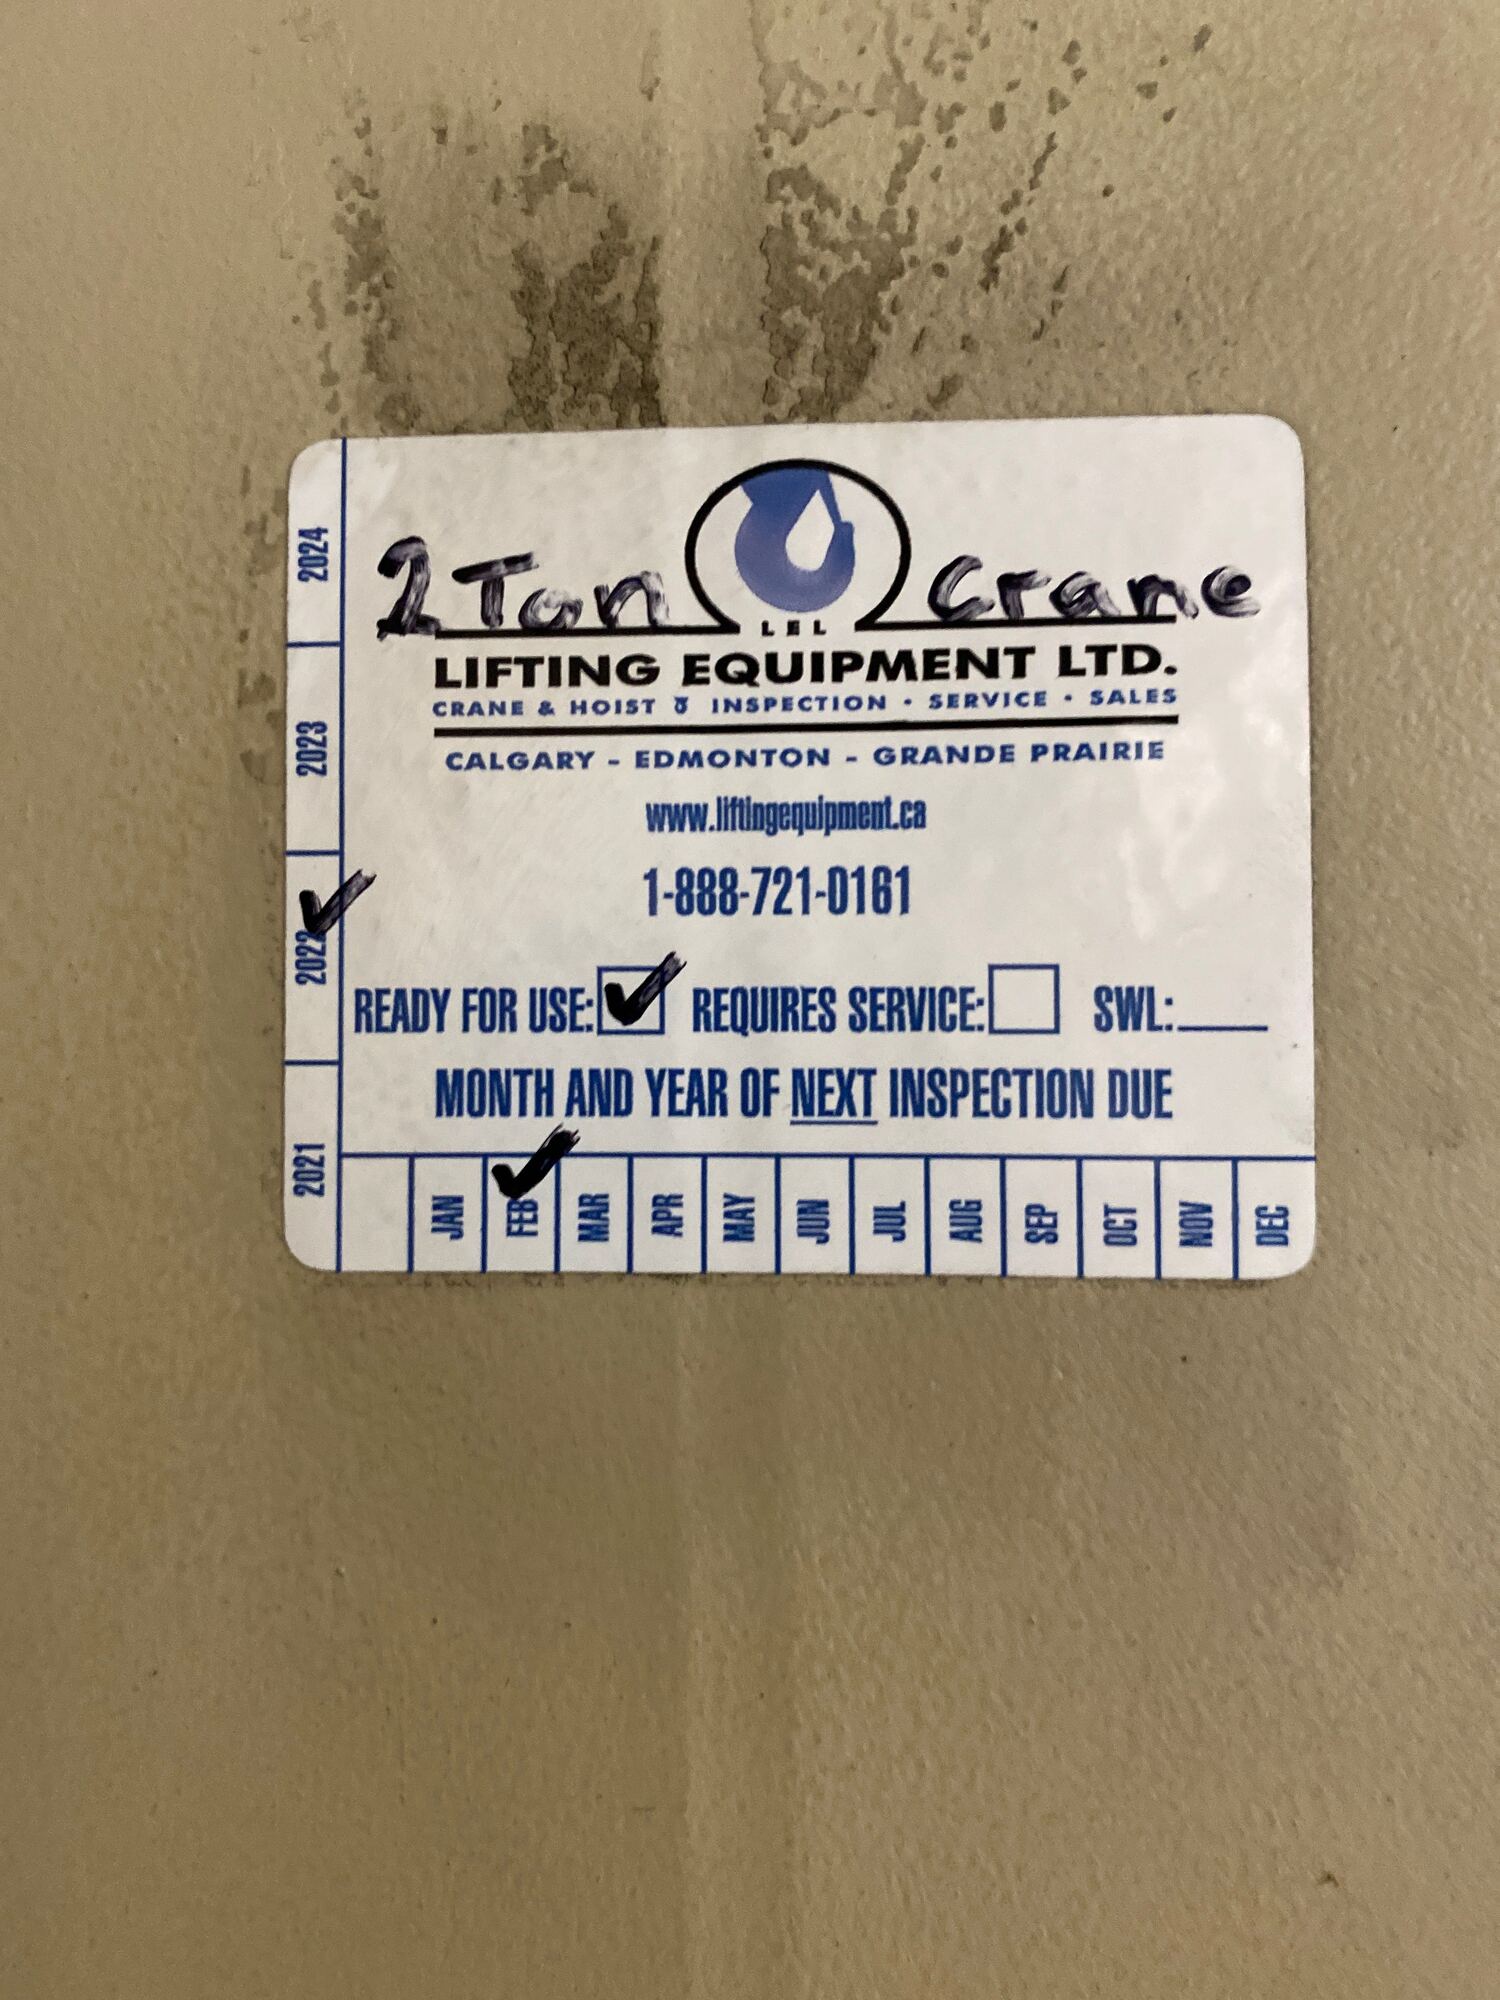 2 Ton Crane
LEL
LIFTING EQUIPMENT LTD.
CRANE & HOIST INSPECTION • SERVICE • SALES
CALGARY - EDMONTON - GRANDE PRAIRIE
www.liftingequipment.ca
1-888-721-0161
READY FOR USE: ✓ REQUIRES SERVICE: SWL:____
MONTH AND YEAR OF NEXT INSPECTION DUE
2024
2023
2022 ✓
2021
JAN FEB ✓ MAR APR MAY JUN JUL AUG SEP OCT NOV DEC